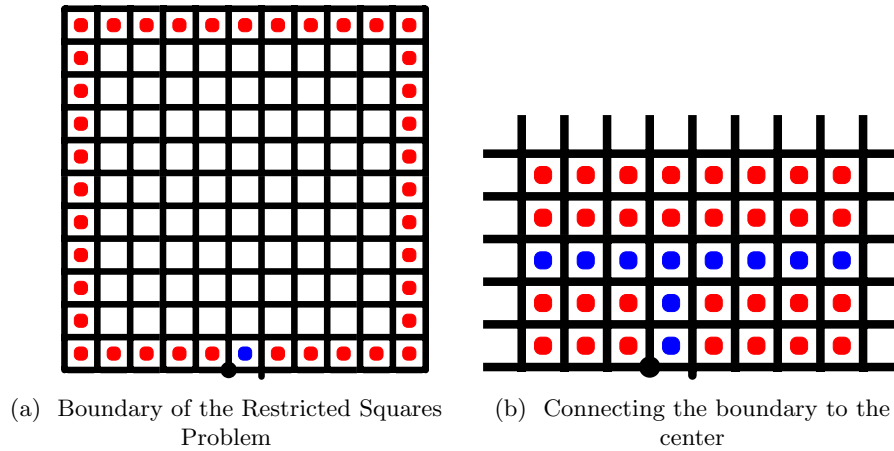 (a) Boundary of the Restricted Squares
Problem
(b) Connecting the boundary to the
center